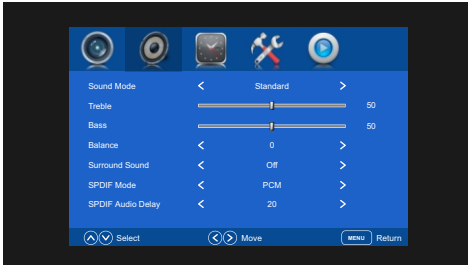 Sound Mode Standard
Treble 50
Bass 50
Balance 0
Surround Sound Off
SPDIF Mode PCM
SPDIF Audio Delay 20
Select Move MENU Return